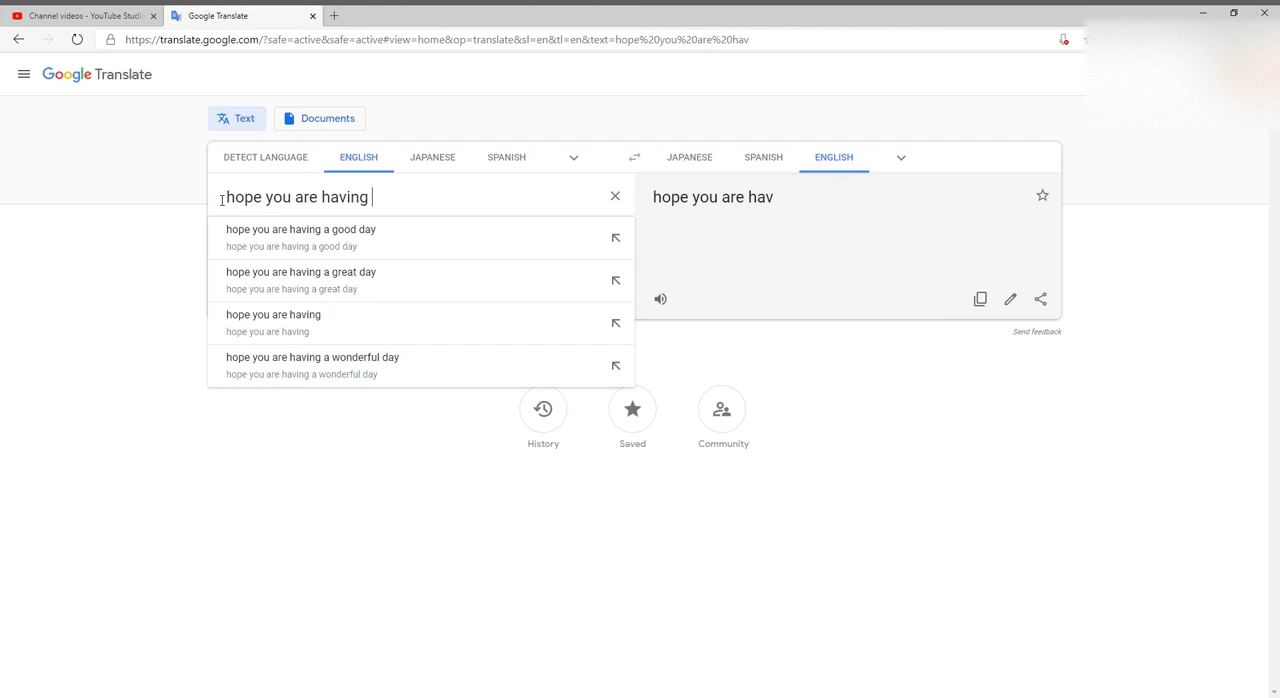 Channel videos - YouTube Studi
Google Translate
https://translate.google.com/?safe=active&safe=active#view=home&op=translate&sl=en&tl=en&text=hope%20you%20are%20hav
Google Translate
Text
Documents
DETECT LANGUAGE ENGLISH JAPANESE SPANISH
JAPANESE SPANISH ENGLISH
hope you are having
hope you are hav
hope you are having a good day
hope you are having a good day
hope you are having a great day
hope you are having a great day
hope you are having
hope you are having
hope you are having a wonderful day
hope you are having a wonderful day
Send feedback
History
Saved
Community